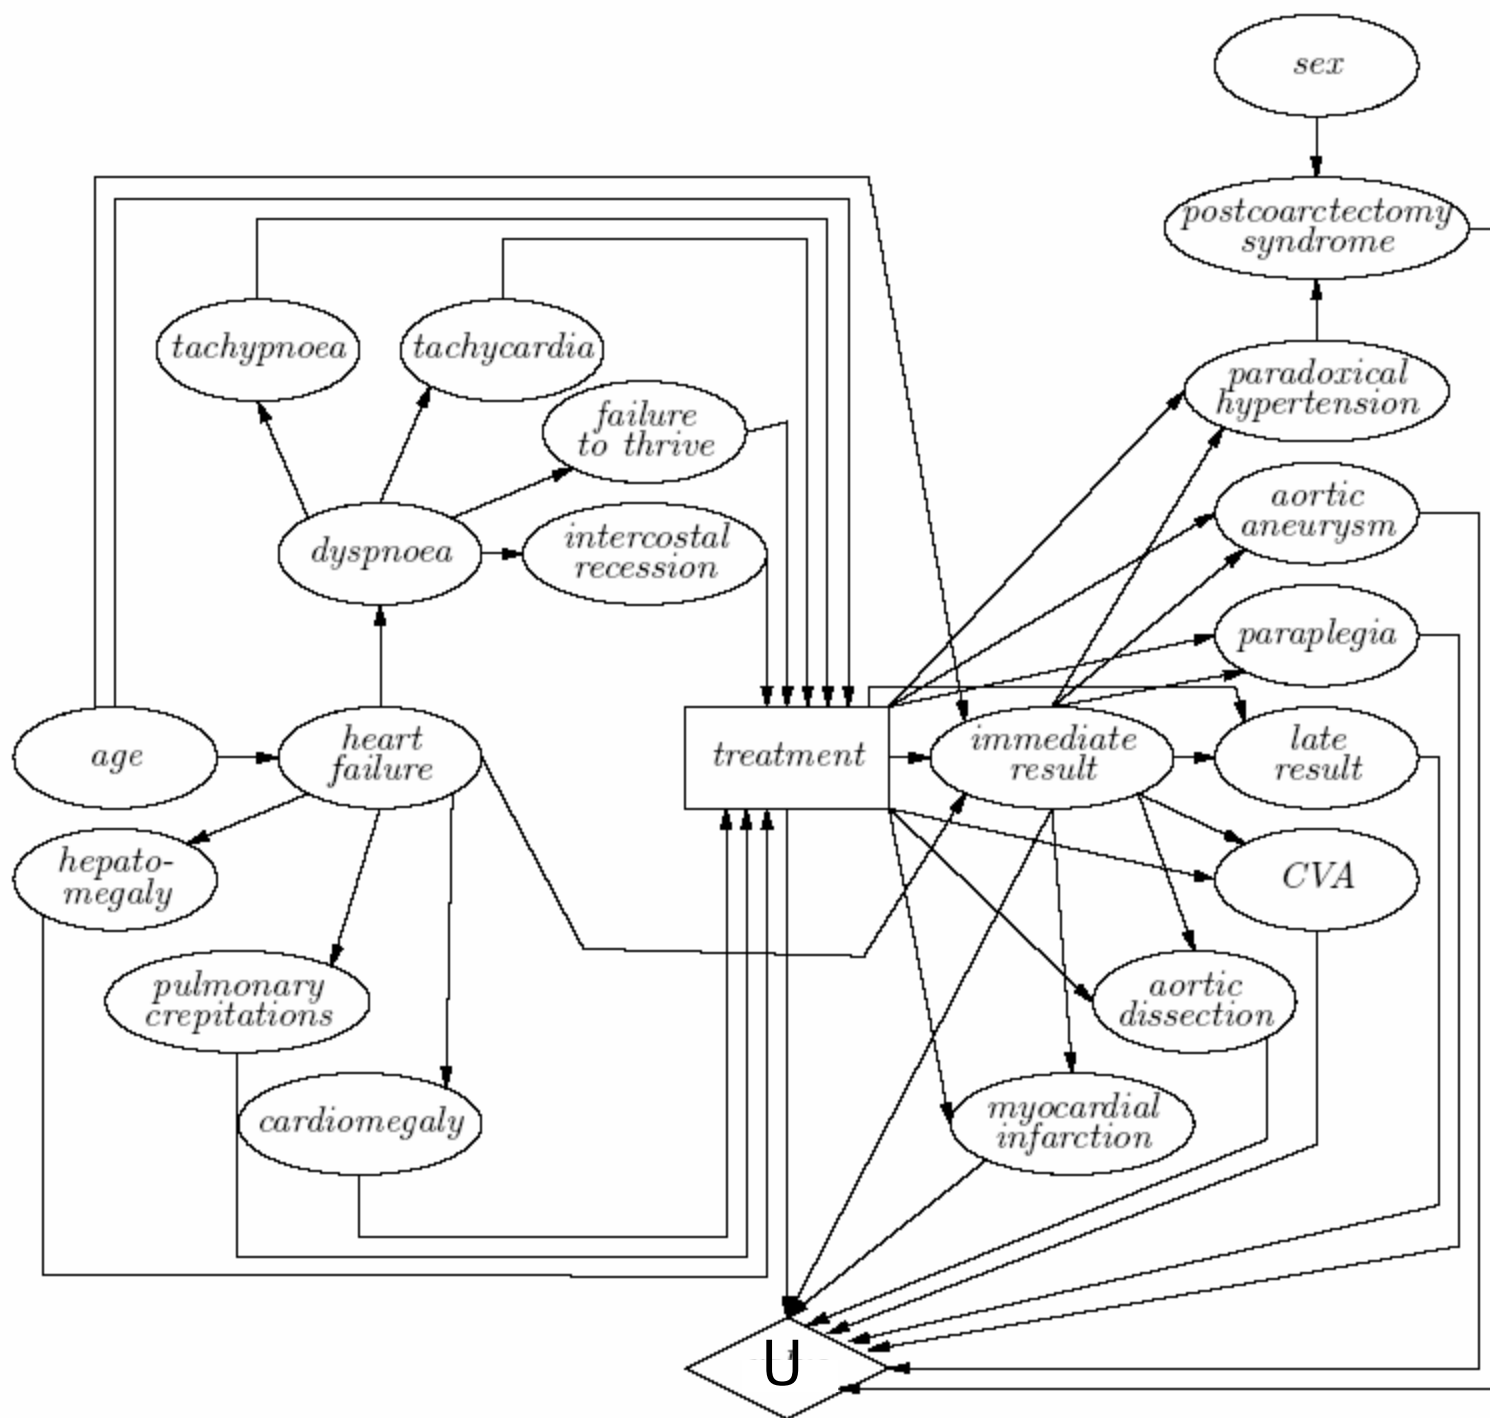 sex
postcoarctectomy
syndrome
tachypnoea
tachycardia
failure
to thrive
paradoxical
hypertension
dyspnoea
intercostal
recession
aortic
aneurysm
paraplegia
age
heart
failure
treatment
immediate
result
late
result
hepato-
megaly
CVA
pulmonary
crepitations
aortic
dissection
cardiomegaly
myocardial
infarction
U